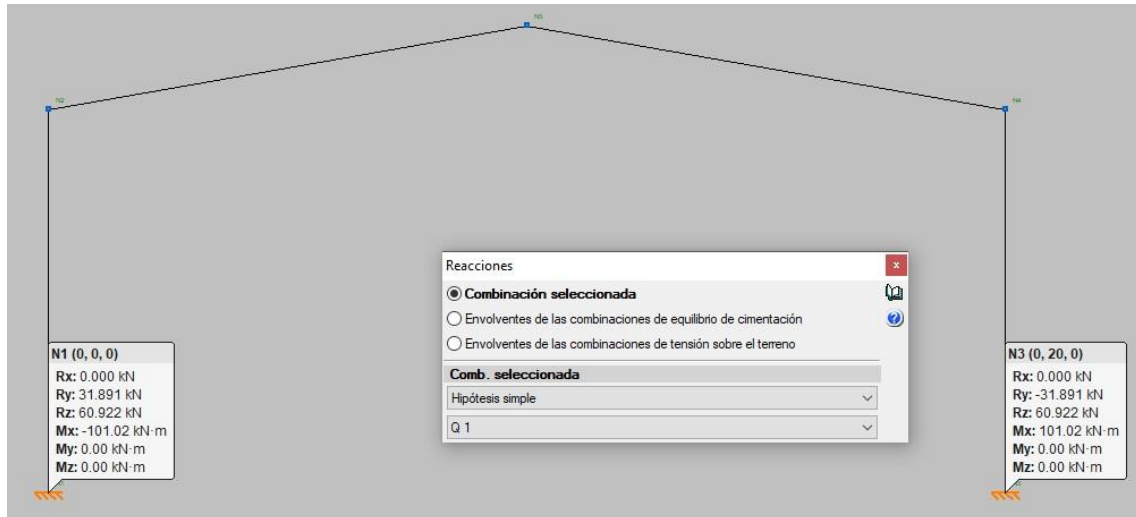 N5
N2
N4
Reacciones
x
Combinación seleccionada
Envolventes de las combinaciones de equilibrio de cimentación
?
Envolventes de las combinaciones de tensión sobre el terreno
Comb. seleccionada
Hipótesis simple
Q 1
N1 (0, 0, 0)
Rx: 0.000 kN
Ry: 31.891 kN
Rz: 60.922 kN
Mx: -101.02 kN·m
My: 0.00 kN·m
Mz: 0.00 kN·m
N3 (0, 20, 0)
Rx: 0.000 kN
Ry: -31.891 kN
Rz: 60.922 kN
Mx: 101.02 kN·m
My: 0.00 kN·m
Mz: 0.00 kN·m